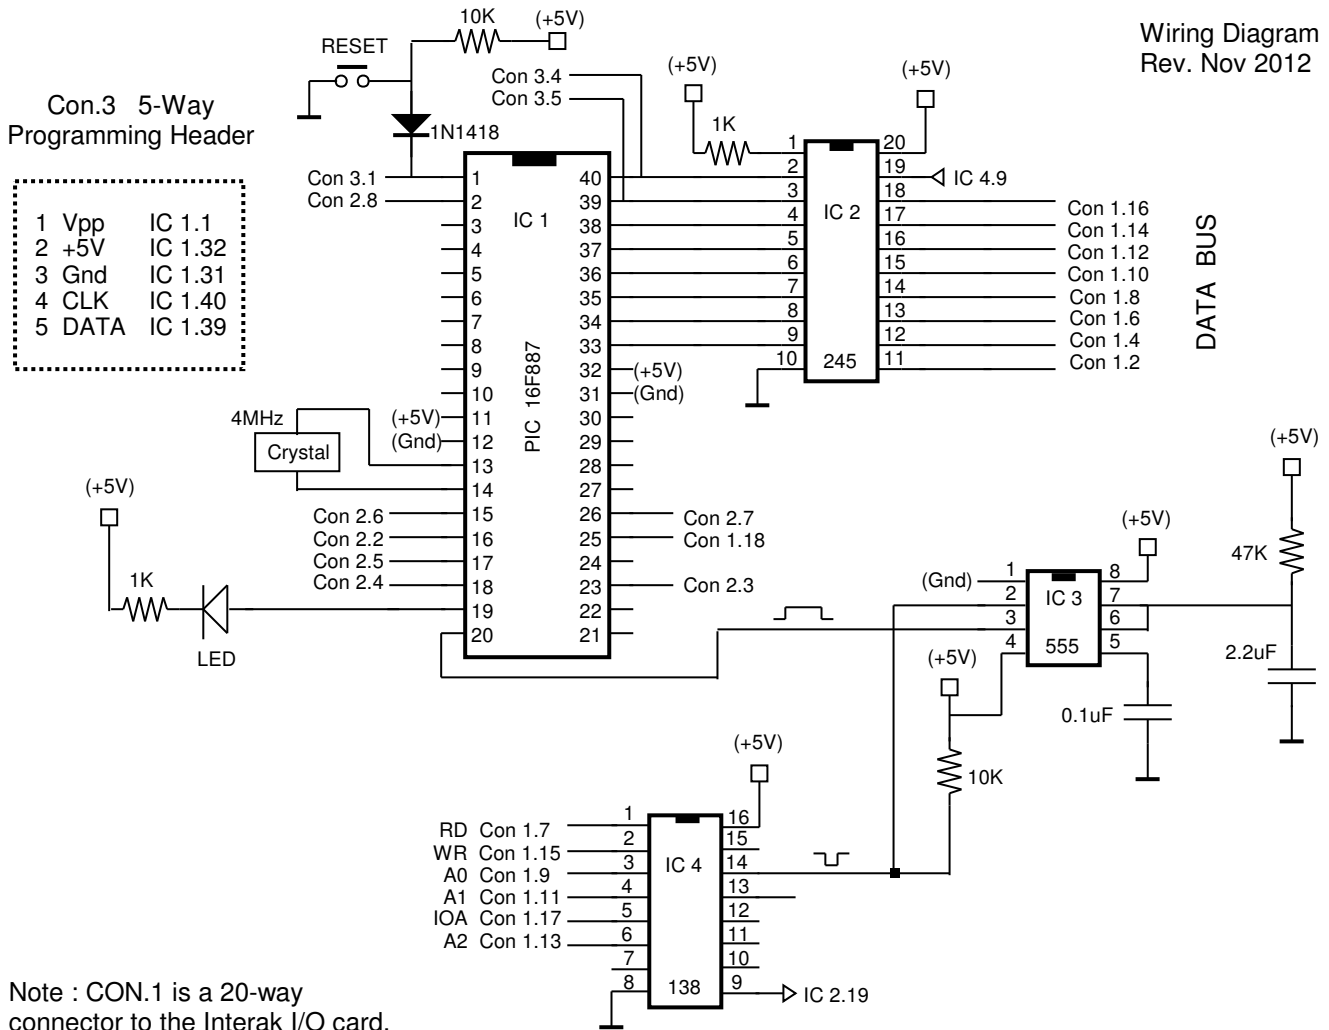 Wiring Diagram
Rev. Nov 2012
Con.3 5-Way
Programming Header
1 Vpp IC 1.1
2 +5V IC 1.32
3 Gnd IC 1.31
4 CLK IC 1.40
5 DATA IC 1.39
10K
(+5V)
RESET
1N1418
Con 3.4
Con 3.5
Con 3.1
Con 2.8
IC 1
PIC 16F887
1
2
3
4
5
6
7
8
9
10
11
12
13
14
15
16
17
18
19
20
40
39
38
37
36
35
34
33
32
31
30
29
28
27
26
25
24
23
22
21
(+5V)
(Gnd)
(+5V)
(Gnd)
4MHz
Crystal
(+5V)
1K
LED
Con 2.6
Con 2.2
Con 2.5
Con 2.4
Con 2.7
Con 1.18
Con 2.3
(+5V)
1K
(+5V)
IC 2
245
1
2
3
4
5
6
7
8
9
10
20
19
18
17
16
15
14
13
12
11
IC 4.9
Con 1.16
Con 1.14
Con 1.12
Con 1.10
Con 1.8
Con 1.6
Con 1.4
Con 1.2
DATA BUS
(Gnd)
IC 3
555
1
2
3
4
8
7
6
5
(+5V)
(+5V)
47K
2.2uF
0.1uF
(+5V)
10K
(+5V)
RD Con 1.7
WR Con 1.15
A0 Con 1.9
A1 Con 1.11
IOA Con 1.17
A2 Con 1.13
IC 4
138
1
2
3
4
5
6
7
8
16
15
14
13
12
11
10
9
IC 2.19
Note : CON.1 is a 20-way
connector to the Interak I/O card.